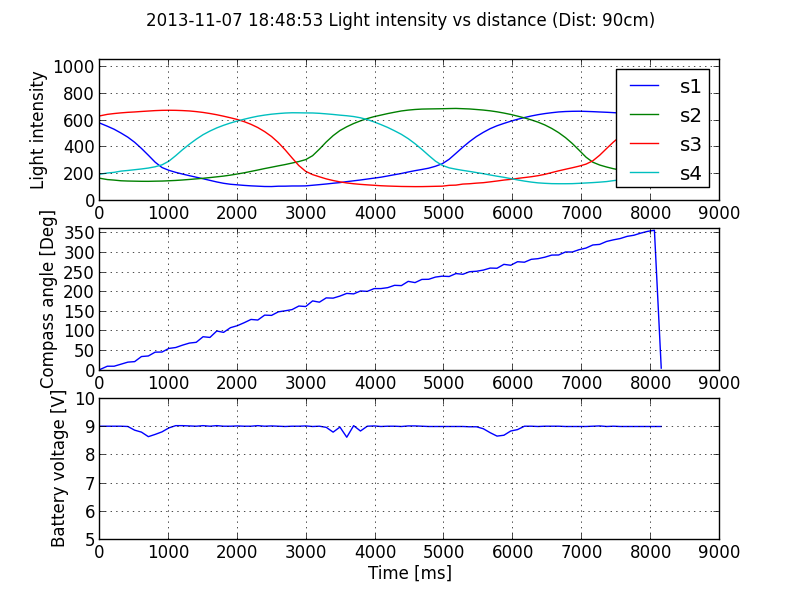 2013-11-07 18:48:53 Light intensity vs distance (Dist: 90cm)
Light intensity
1000
800
600
400
200
0
s1
s2
s3
s4
0 1000 2000 3000 4000 5000 6000 7000 8000 9000
Compass angle [Deg]
350
300
250
200
150
100
50
0
0 1000 2000 3000 4000 5000 6000 7000 8000 9000
Battery voltage [V]
10
9
8
7
6
5
0 1000 2000 3000 4000 5000 6000 7000 8000 9000
Time [ms]